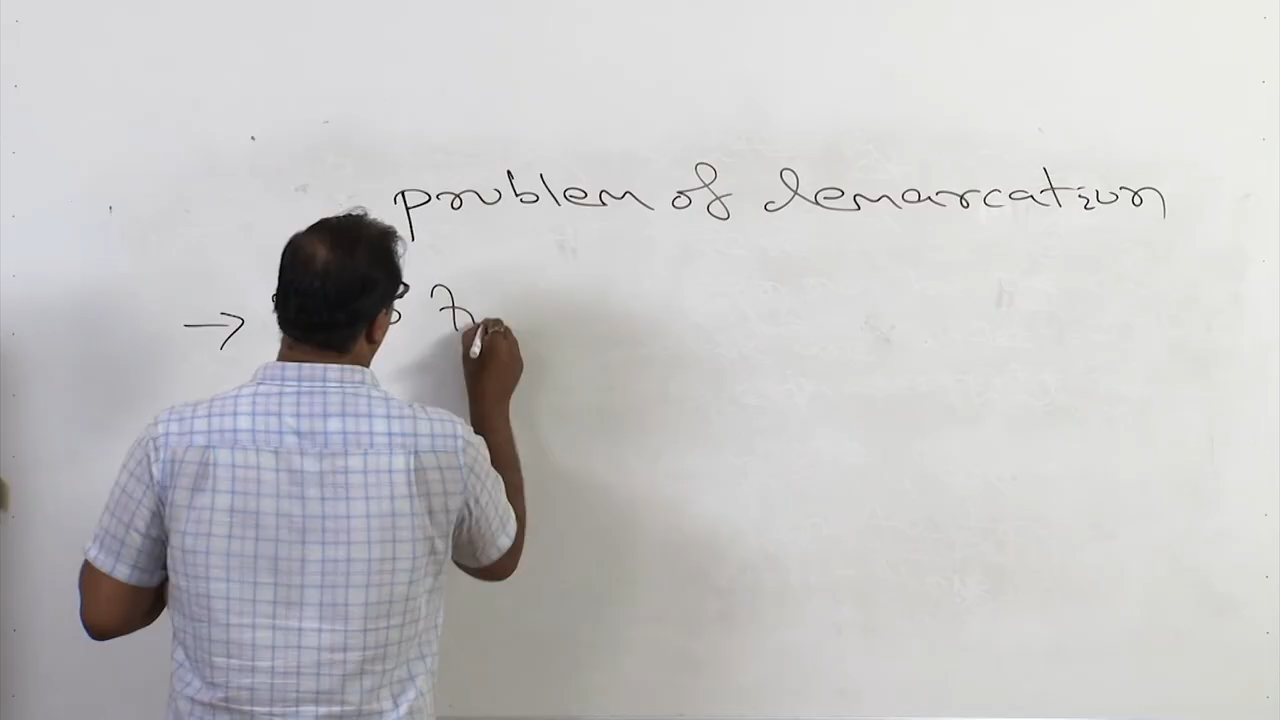 problem of demarcation
→